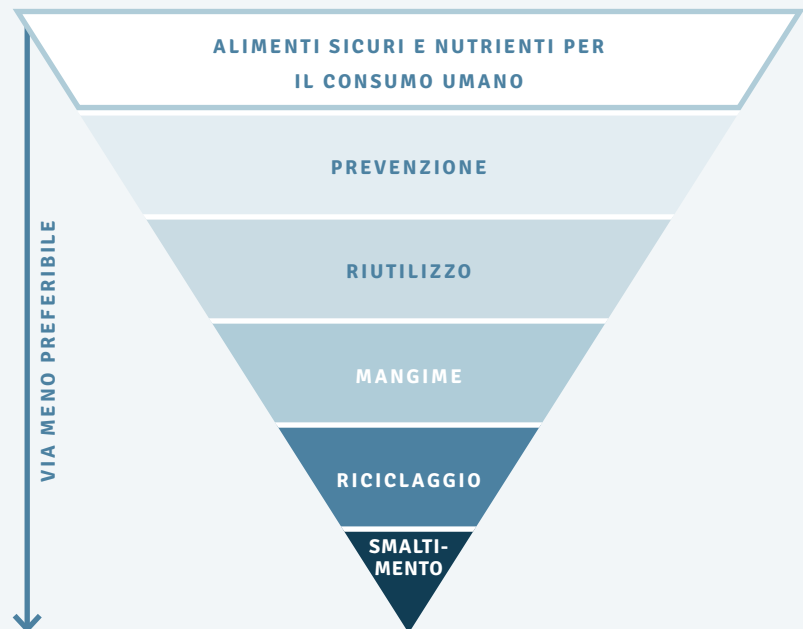 ALIMENTI SICURI E NUTRIENTI PER
IL CONSUMO UMANO
PREVENZIONE
RIUTILIZZO
VIA MENO PREFERIBILE
MANGIME
RICICLAGGIO
SMALTI-
MENTO